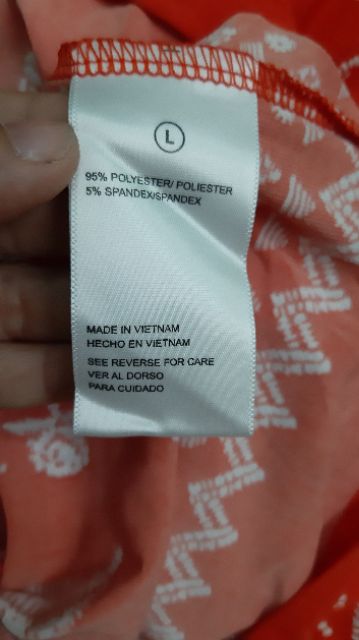 L
95% POLYESTER/ POLIESTER
5% SPANDEX/SPANDEX
MADE IN VIETNAM
HECHO EN VIETNAM
SEE REVERSE FOR CARE
VER AL DORSO
PARA CUIDADO